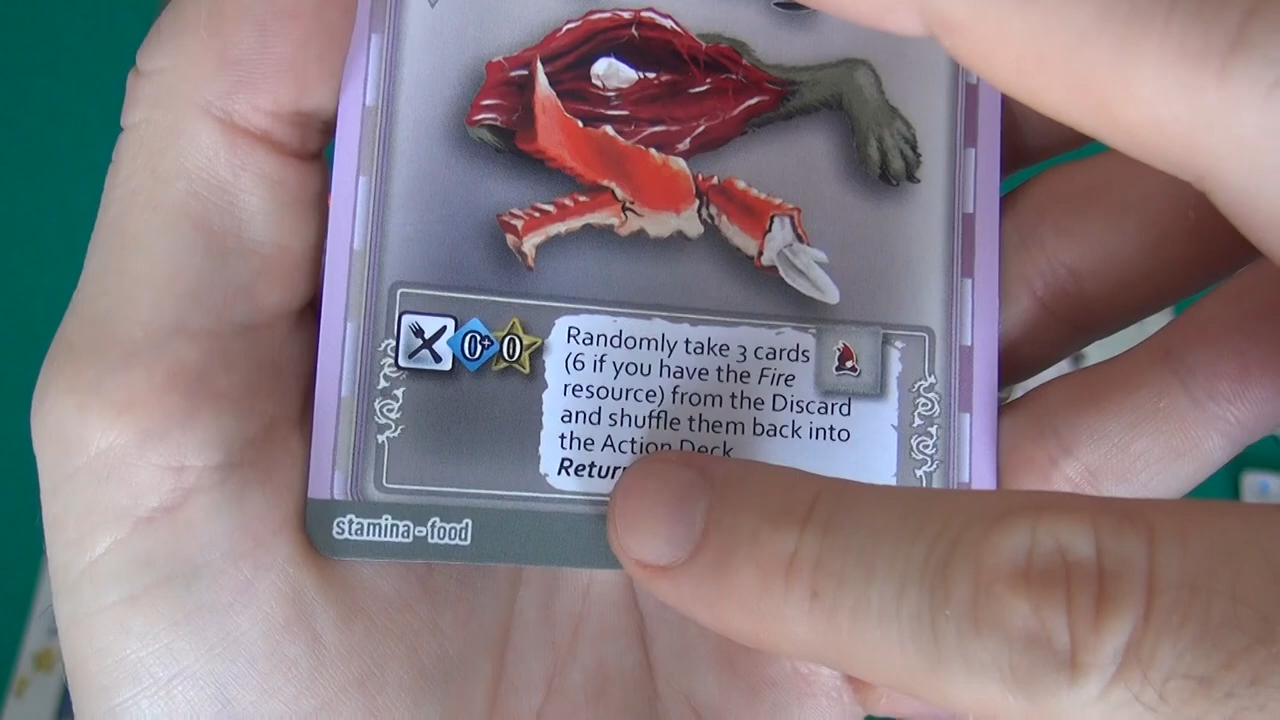 0+ 0
Randomly take 3 cards
(6 if you have the Fire
resource) from the Discard
and shuffle them back into
the Action Deck
stamina - food